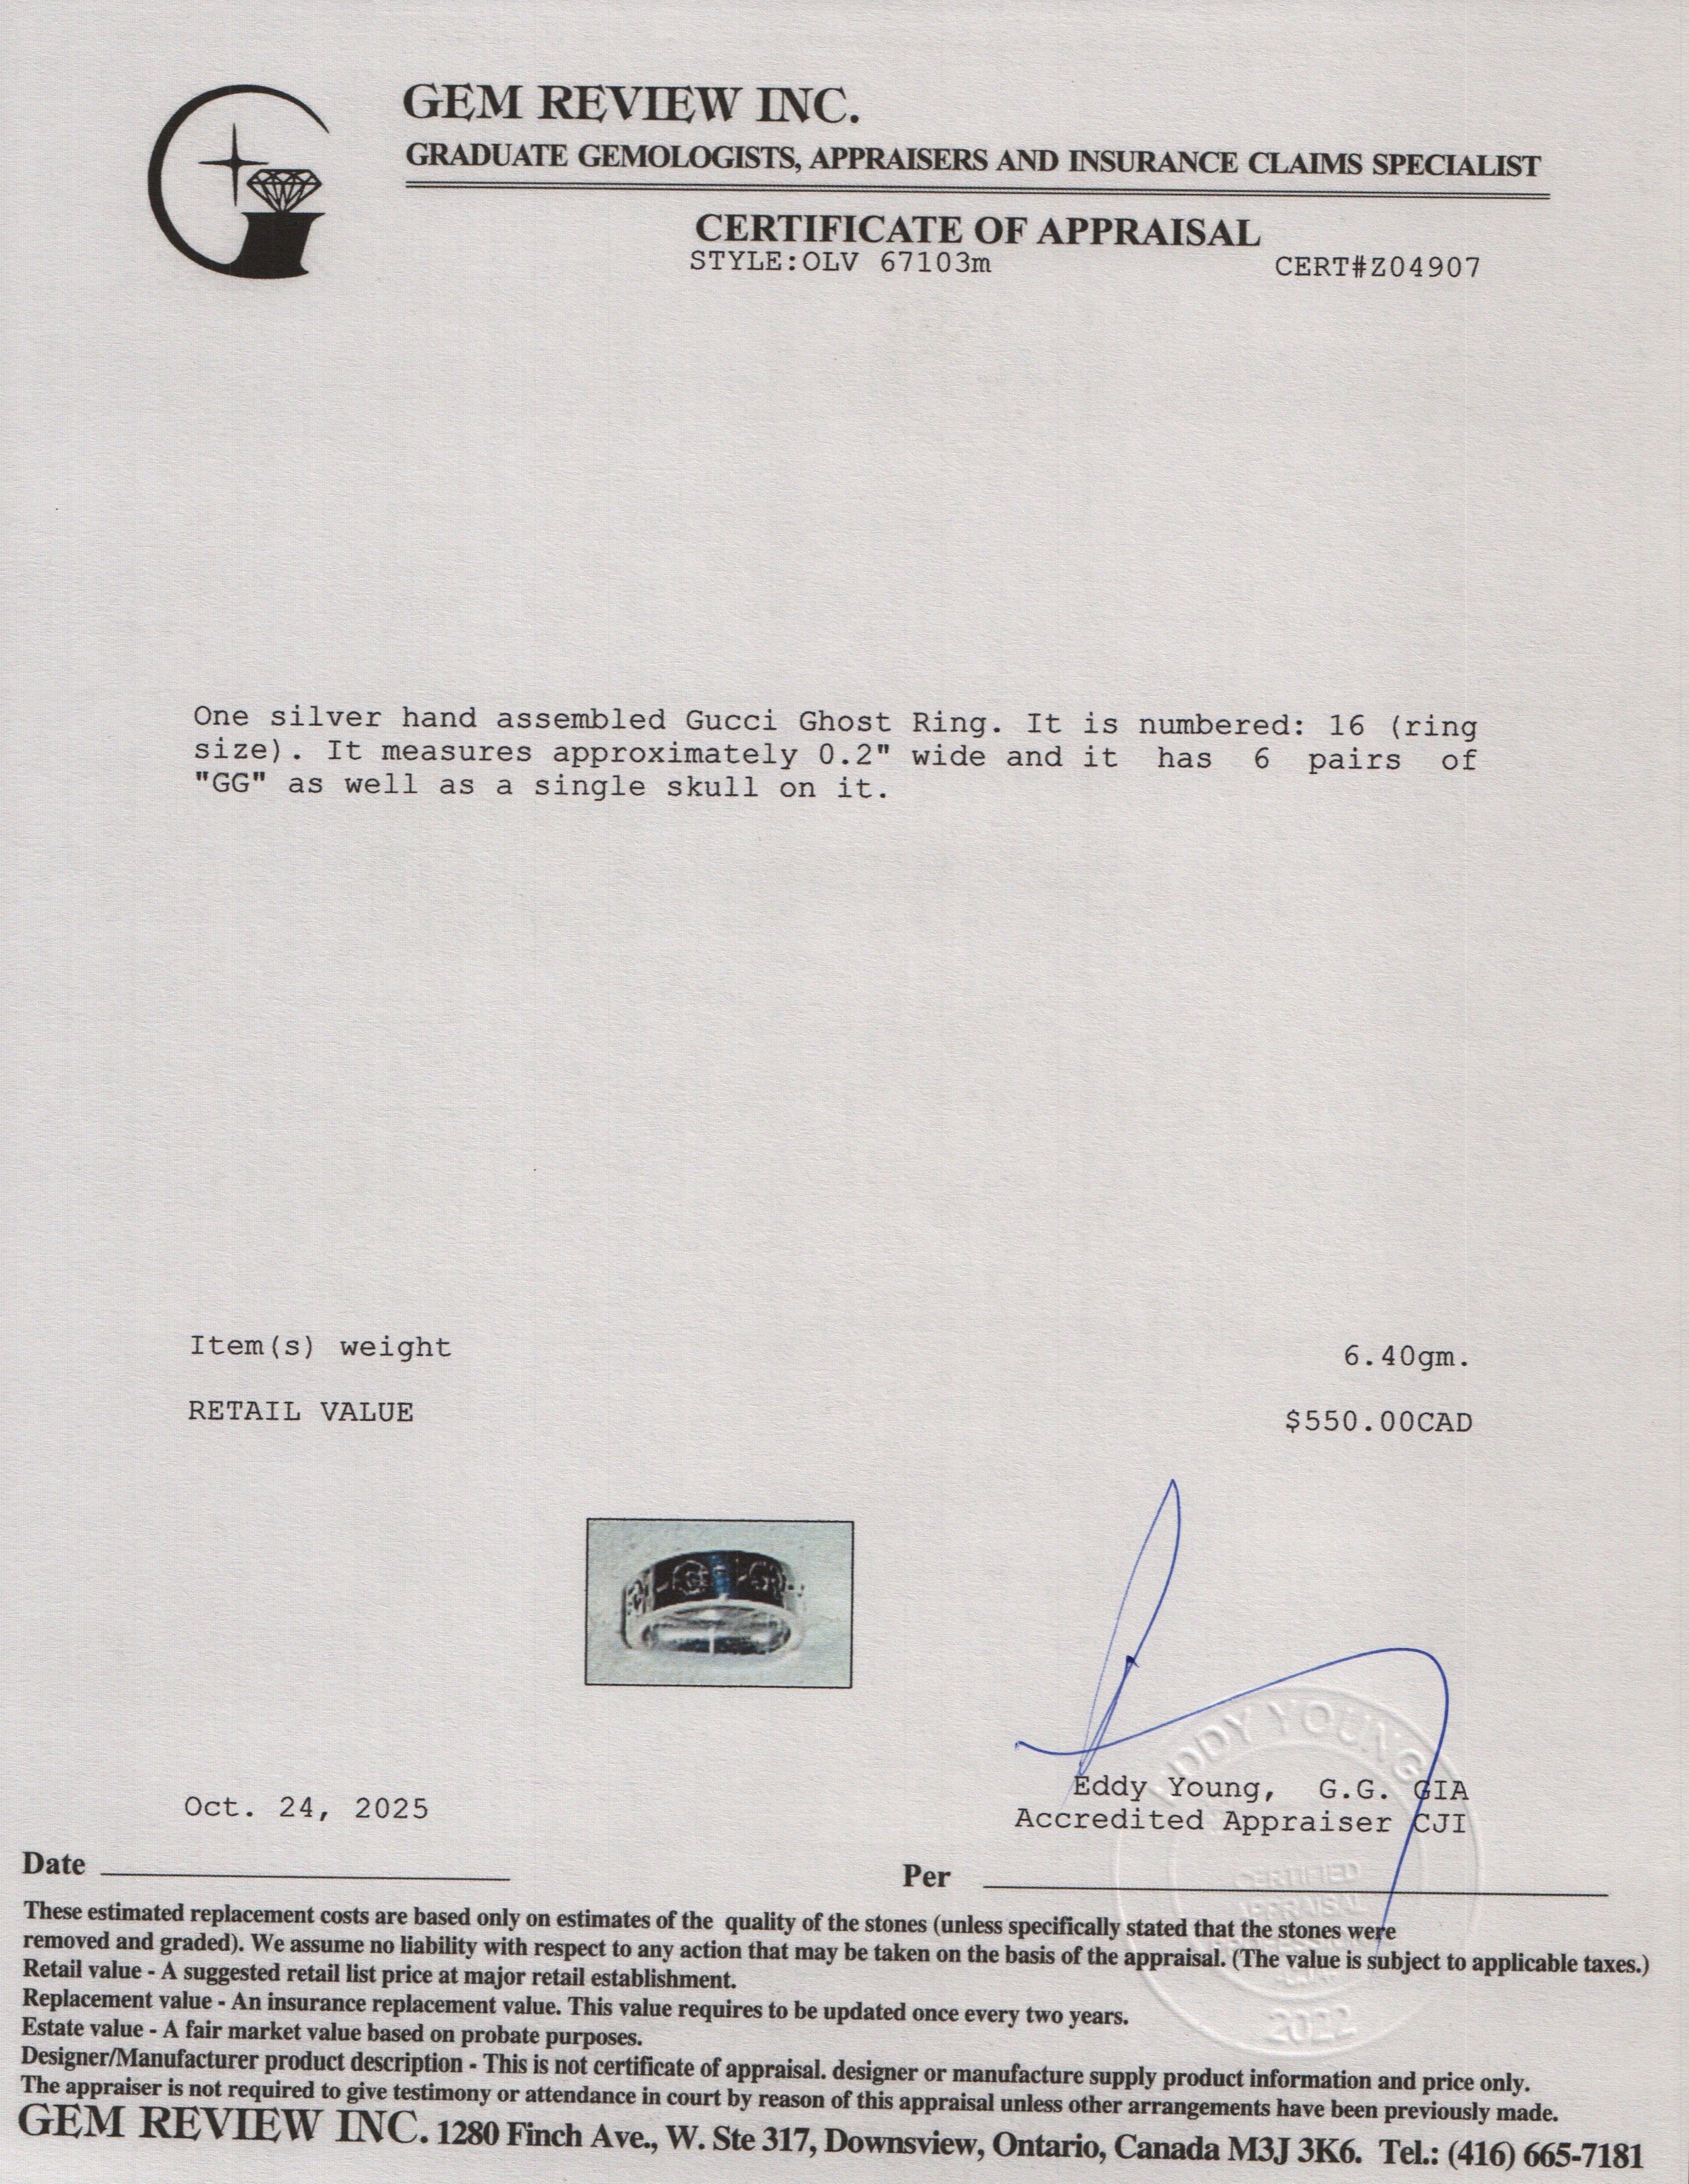 GEM REVIEW INC.
GRADUATE GEMOLOGISTS, APPRAISERS AND INSURANCE CLAIMS SPECIALIST
CERTIFICATE OF APPRAISAL
STYLE:OLV 67103m
CERT#Z04907
One silver hand assembled Gucci Ghost Ring. It is numbered: 16 (ring
size). It measures approximately 0.2" wide and it has 6 pairs of
"GG" as well as a single skull on it.
Item(s) weight 6.40gm.
RETAIL VALUE $550.00CAD
EDDY YOUNG
Eddy Young, G.G. GIA
Oct. 24, 2025
Accredited Appraiser CJI
Date
Per
CERTIFIED
APPRAISAL
2022
These estimated replacement costs are based only on estimates of the quality of the stones (unless specifically stated that the stones were
removed and graded). We assume no liability with respect to any action that may be taken on the basis of the appraisal. (The value is subject to applicable taxes.)
Retail value - A suggested retail list price at major retail establishment.
Replacement value - An insurance replacement value. This value requires to be updated once every two years.
Estate value - A fair market value based on probate purposes.
Designer/Manufacturer product description - This is not certificate of appraisal. designer or manufacture supply product information and price only.
The appraiser is not required to give testimony or attendance in court by reason of this appraisal unless other arrangements have been previously made.
GEM REVIEW INC. 1280 Finch Ave., W. Ste 317, Downsview, Ontario, Canada M3J 3K6. Tel.: (416) 665-7181